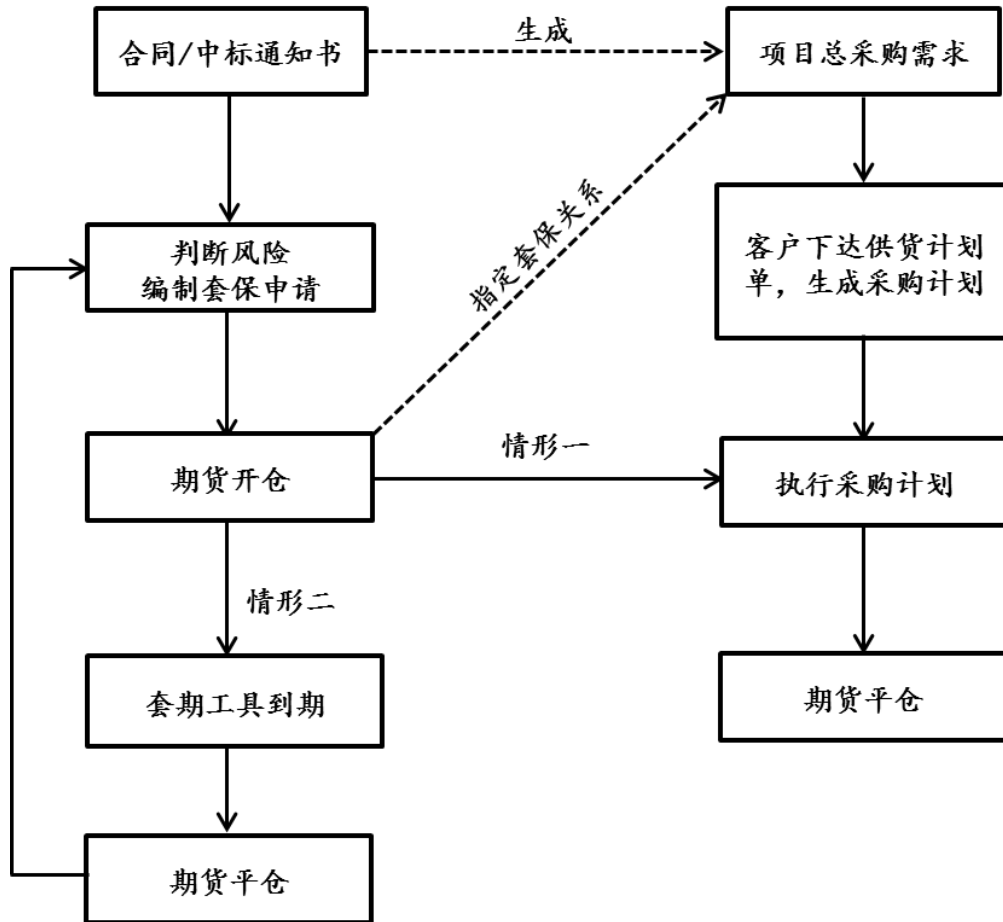 合同/中标通知书
生成
项目总采购需求
判断风险
编制套保申请
指定套保关系
客户下达供货计划
单，生成采购计划
期货开仓
情形一
执行采购计划
情形二
套期工具到期
期货平仓
期货平仓